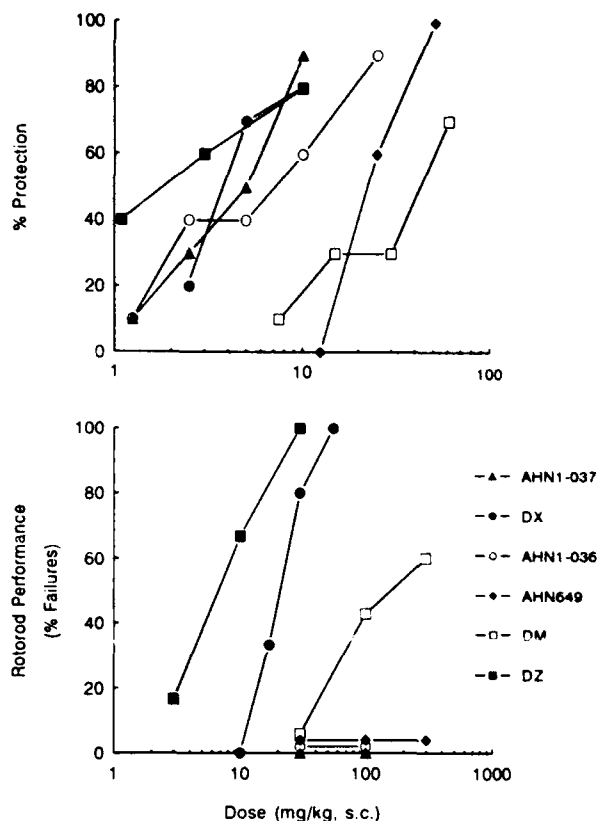 100
80
60
40
20
0
% Protection
1
10
100
100
80
60
40
20
0
Rotorod Performance
(% Failures)
1
10
100
1000
Dose (mg/kg, s.c.)
AHN1-037
DX
AHN1-036
AHN649
DM
DZ